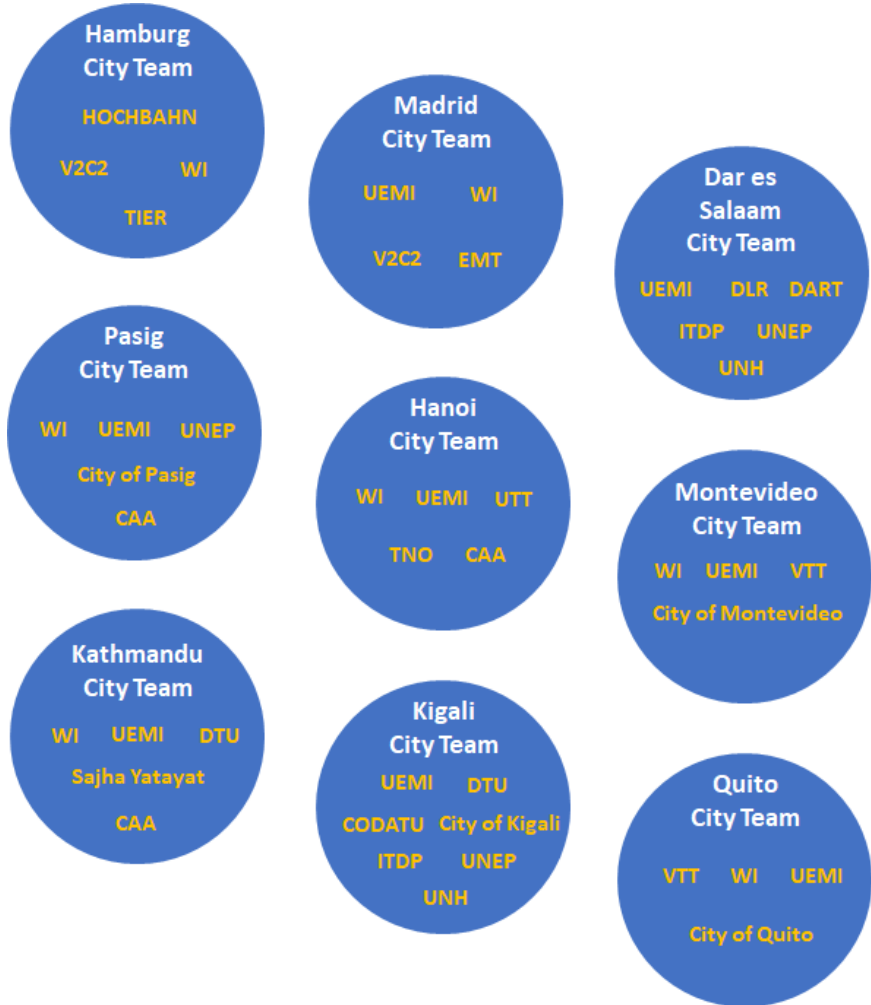 Hamburg
City Team
HOCHBAHN
V2C2 WI
TIER
Madrid
City Team
UEMI WI
V2C2 EMT
Dar es
Salaam
City Team
UEMI DLR DART
ITDP UNEP
UNH
Pasig
City Team
WI UEMI UNEP
City of Pasig
CAA
Hanoi
City Team
WI UEMI UTT
TNO CAA
Montevideo
City Team
WI UEMI VTT
City of Montevideo
Kathmandu
City Team
WI UEMI DTU
Sajha Yatayat
CAA
Kigali
City Team
UEMI DTU
CODATU City of Kigali
ITDP UNEP
UNH
Quito
City Team
VTT WI UEMI
City of Quito